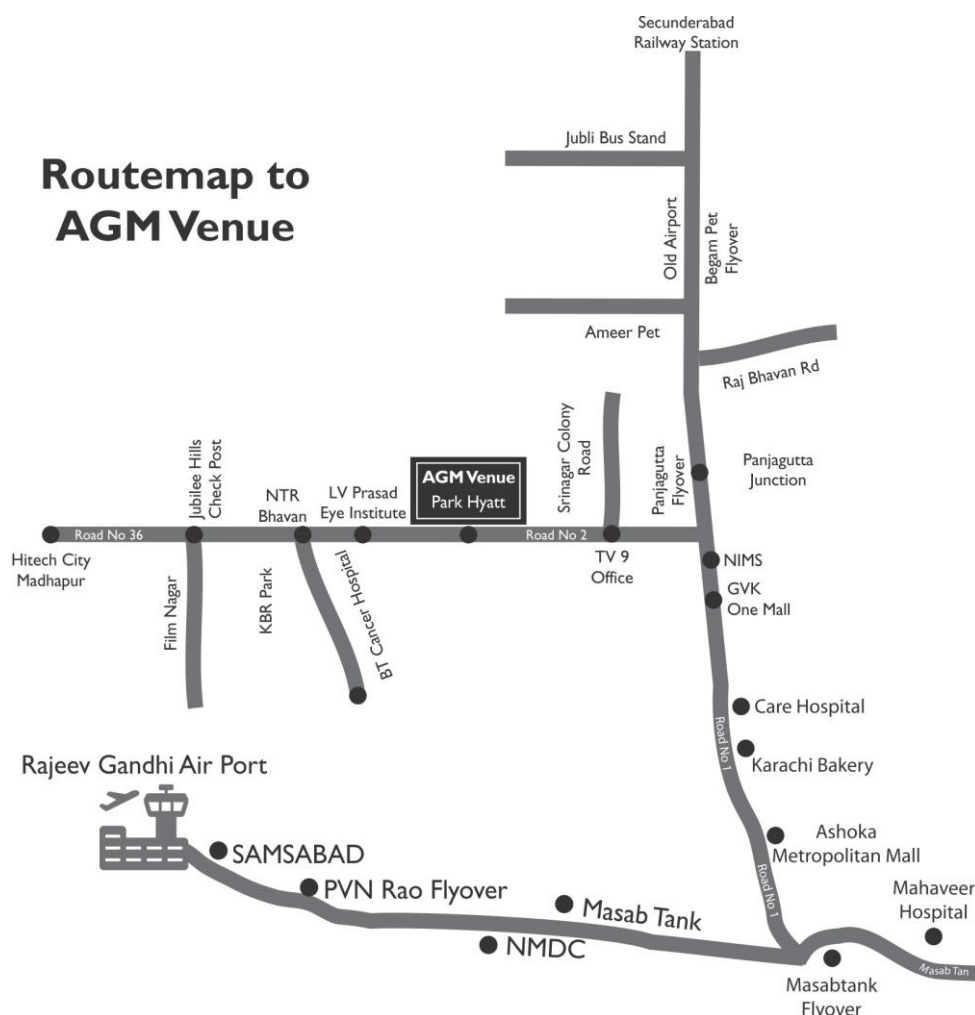 Secunderabad
Railway Station
Jubli Bus Stand
Routemap to
AGM Venue
Old Airport
Begam Pet
Flyover
Ameer Pet
Raj Bhavan Rd
Jubilee Hills
Check Post
NTR
Bhavan
LV Prasad
Eye Institute
AGM Venue
Park Hyatt
Srinagar Colony
Road
Panjagutta
Flyover
Panjagutta
Junction
Road No 36
Road No 2
Hitech City
Madhapur
Film Nagar
KBR Park
BT Cancer Hospital
TV 9
Office
NIMS
GVK
One Mall
Care Hospital
Road No 1
Karachi Bakery
Rajeev Gandhi Air Port
SAMSABAD
PVN Rao Flyover
Masab Tank
NMDC
Ashoka
Metropolitan Mall
Road No 1
Mahaveer
Hospital
Masab Tan
Masabtank
Flyover